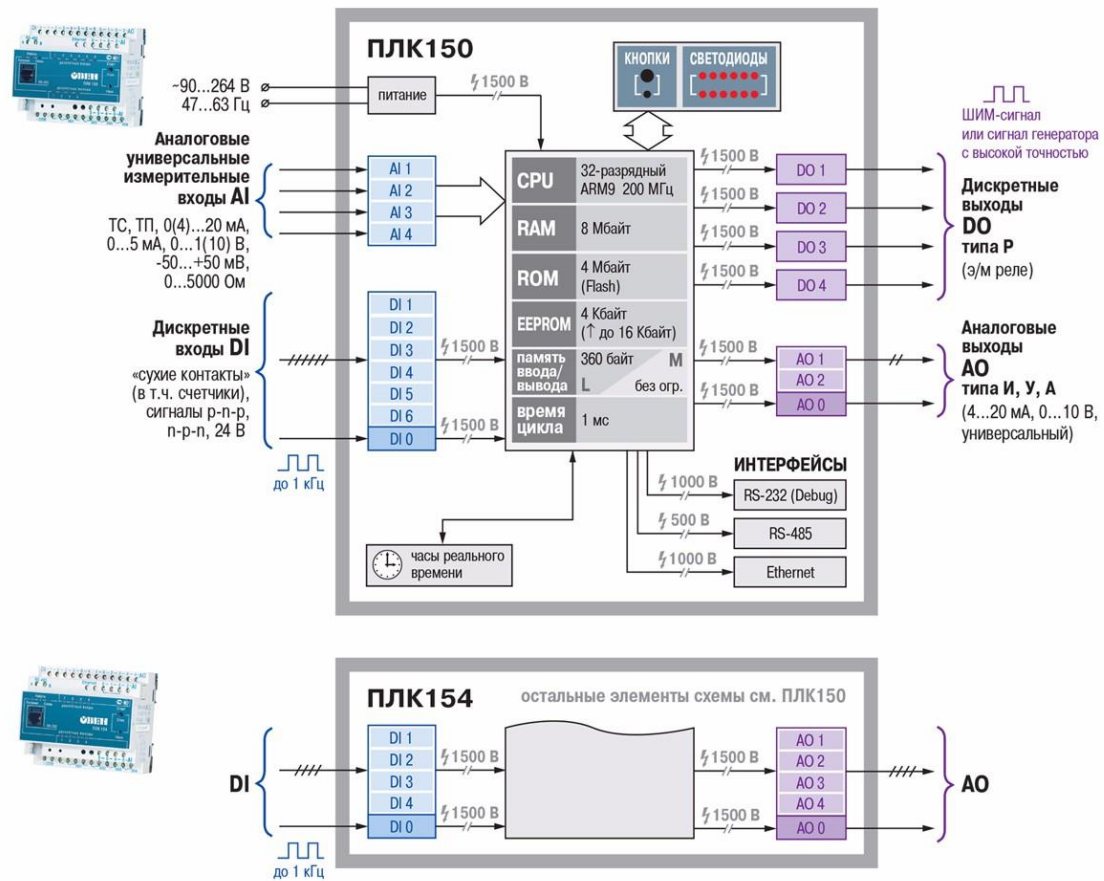 ПЛК150
КНОПКИ
СВЕТОДИОДЫ
~90...264 В
47...63 Гц
питание
1500 В
ШИМ-сигнал
или сигнал генератора
с высокой точностью
Аналоговые
универсальные
измерительные
входы AI
ТС, ТП, 0(4)...20 мА,
0...5 мА, 0...1(10) В,
-50...+50 мВ,
0...5000 Ом
AI 1
AI 2
AI 3
AI 4
Дискретные
входы DI
«сухие контакты»
(в т.ч. счетчики),
сигналы p-n-p,
n-p-n, 24 В
до 1 кГц
DI 1
DI 2
DI 3
DI 4
DI 5
DI 6
DI 0
1500 В
1500 В
CPU
32-разрядный
ARM9 200 МГц
RAM
8 Мбайт
ROM
4 Мбайт
(Flash)
EEPROM
4 Кбайт
(↑ до 16 Кбайт)
память
ввода/
вывода
360 байт
M
L
без огр.
время
цикла
1 мс
1500 В
1500 В
1500 В
1500 В
DO 1
DO 2
DO 3
DO 4
Дискретные
выходы
DO
типа Р
(э/м реле)
1500 В
1500 В
AO 1
AO 2
AO 0
Аналоговые
выходы
AO
типа И, У, А
(4...20 мА, 0...10 В,
универсальный)
ИНТЕРФЕЙСЫ
1000 В
RS-232 (Debug)
500 В
RS-485
1000 В
Ethernet
часы реального
времени
ПЛК154
остальные элементы схемы см. ПЛК150
DI
до 1 кГц
DI 1
DI 2
DI 3
DI 4
DI 0
1500 В
1500 В
1500 В
1500 В
AO 1
AO 2
AO 3
AO 4
AO 0
AO